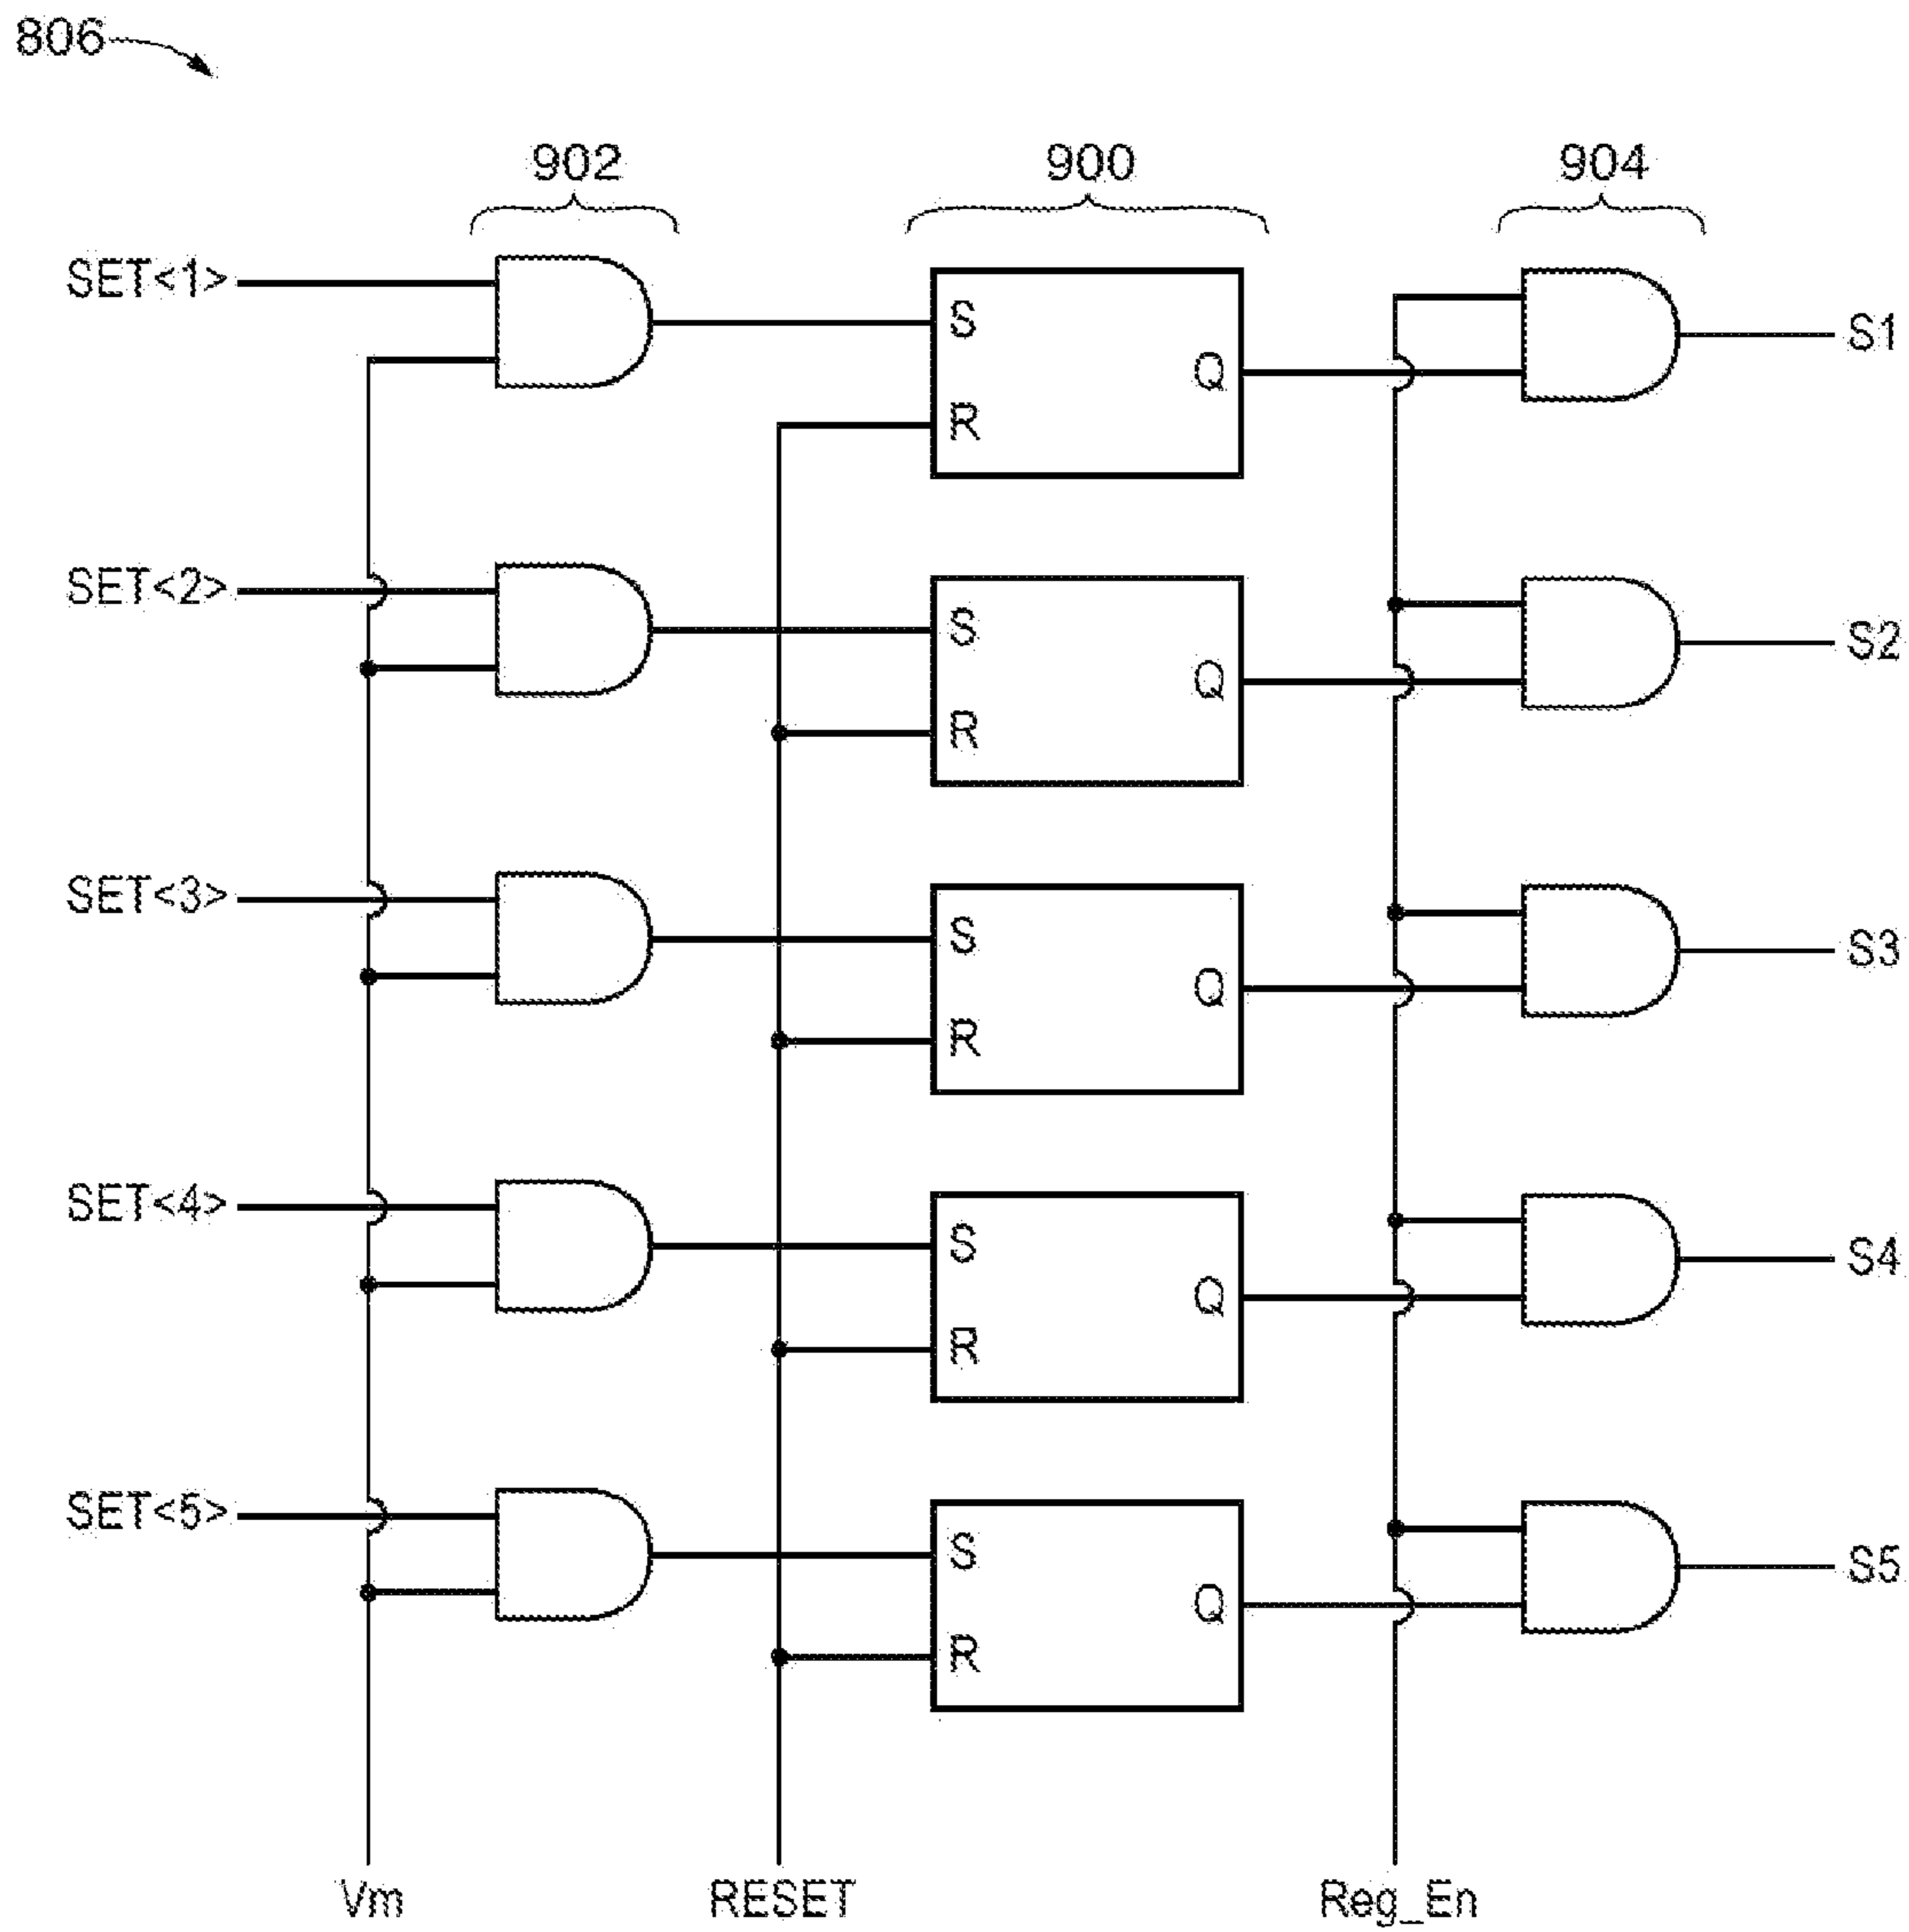 806
902 900 904
SET<1> S Q R S1
SET<2> S Q R S2
SET<3> S Q R S3
SET<4> S Q R S4
SET<5> S Q R S5
Vm RESET Reg_En